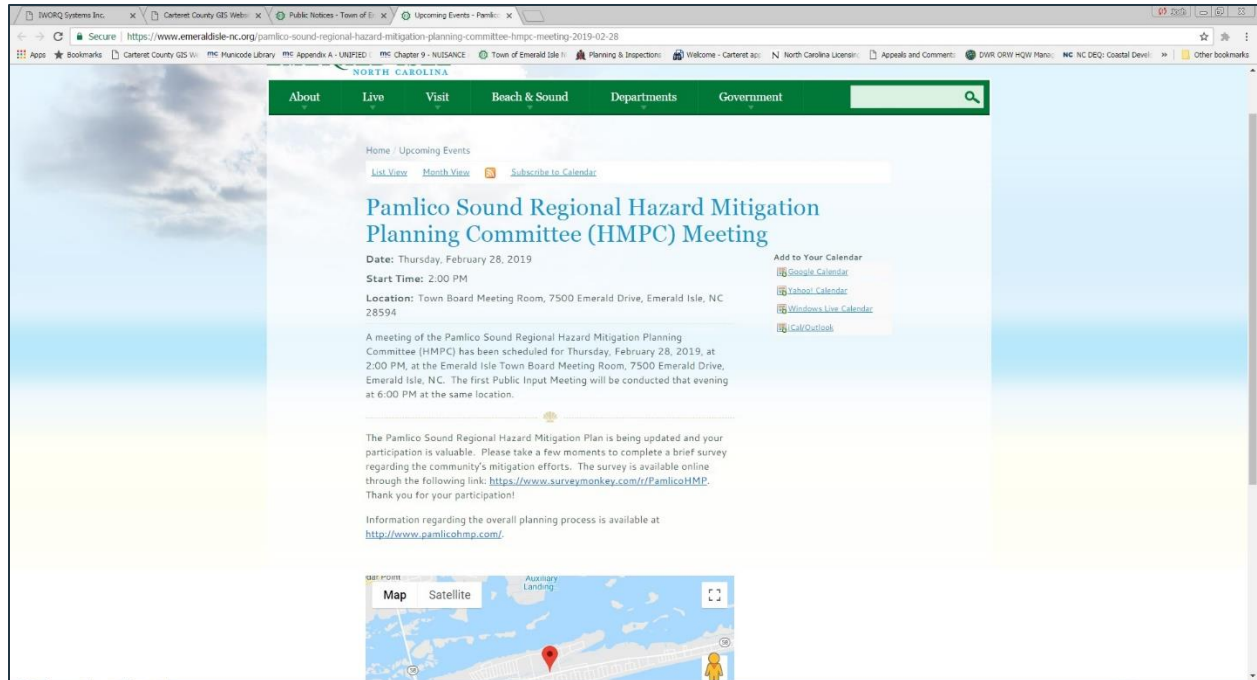 IWORQ Systems Inc.
Carteret County GIS Websi
Public Notices - Town of E
Upcoming Events - Pamlico
Secure | https://www.emeraldisle-nc.org/pamlico-sound-regional-hazard-mitigation-planning-committee-hmpc-meeting-2019-02-28
Apps Bookmarks Carteret County GIS We Municode Library Appendix A - UNIFIED Chapter 9 - NUISANCE Town of Emerald Isle Planning & Inspections Welcome - Carteret North Carolina Licensing Appeals and Comments DWR ORW HQW Manag NC DEQ: Coastal Devel » Other bookmarks
NORTH CAROLINA
About Live Visit Beach & Sound Departments Government
Home / Upcoming Events
List View Month View Subscribe to Calendar
Pamlico Sound Regional Hazard Mitigation
Planning Committee (HMPC) Meeting
Date: Thursday, February 28, 2019
Start Time: 2:00 PM
Location: Town Board Meeting Room, 7500 Emerald Drive, Emerald Isle, NC
28594
Add to Your Calendar
Google Calendar
Yahoo! Calendar
Windows Live Calendar
iCal/Outlook
A meeting of the Pamlico Sound Regional Hazard Mitigation Planning
Committee (HMPC) has been scheduled for Thursday, February 28, 2019, at
2:00 PM, at the Emerald Isle Town Board Meeting Room, 7500 Emerald Drive,
Emerald Isle, NC. The first Public Input Meeting will be conducted that evening
at 6:00 PM at the same location.
The Pamlico Sound Regional Hazard Mitigation Plan is being updated and your
participation is valuable. Please take a few moments to complete a brief survey
regarding the community's mitigation efforts. The survey is available online
through the following link: https://www.surveymonkey.com/r/PamlicoHMP.
Thank you for your participation!
Information regarding the overall planning process is available at
http://www.pamlicohmp.com/.
Auxiliary
Landing
Map Satellite
58
58